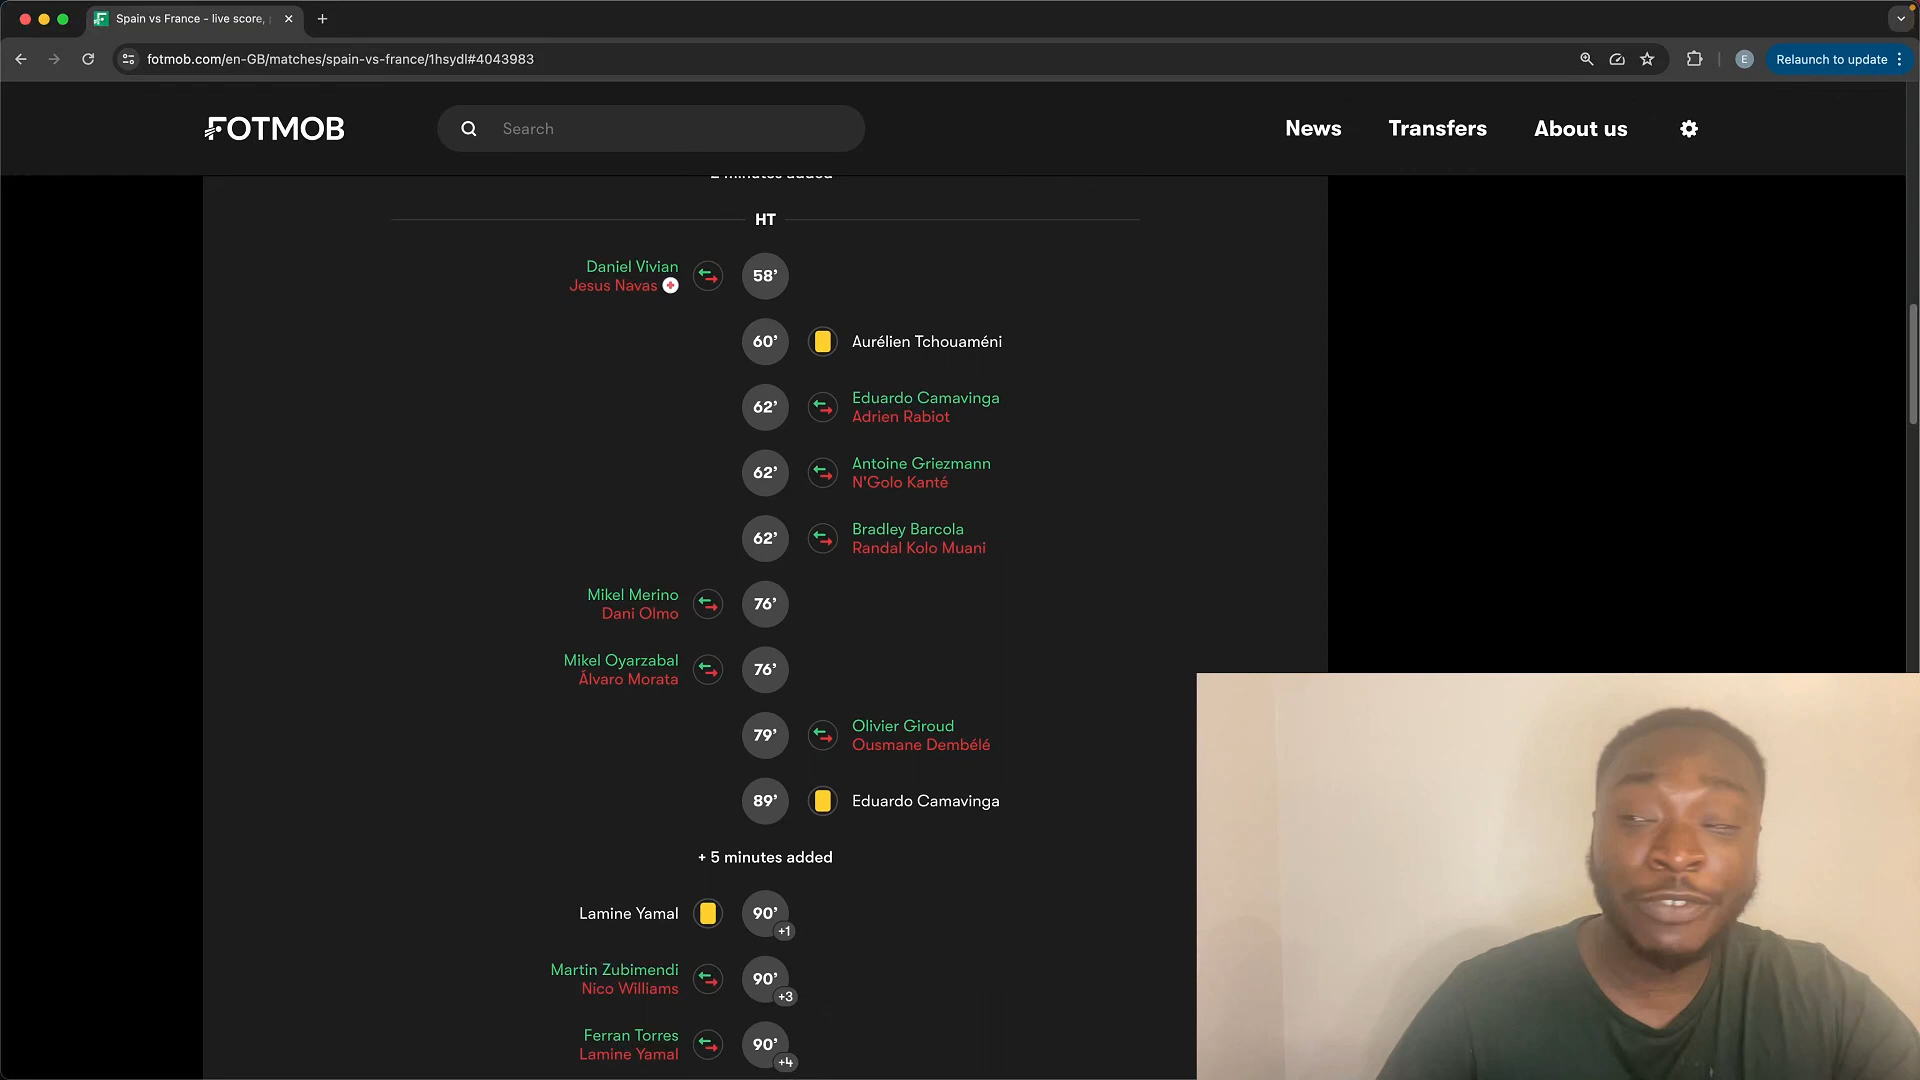 Spain vs France - live score,
fotmob.com/en-GB/matches/spain-vs-france/1hsydl#4043983
E
Relaunch to update
FOTMOB
Search
News
Transfers
About us
2 minutes added
HT
Daniel Vivian
Jesus Navas
58’
60’
Aurélien Tchouaméni
62’
Eduardo Camavinga
Adrien Rabiot
62’
Antoine Griezmann
N'Golo Kanté
62’
Bradley Barcola
Randal Kolo Muani
Mikel Merino
Dani Olmo
76’
Mikel Oyarzabal
Álvaro Morata
76’
79’
Olivier Giroud
Ousmane Dembélé
89’
Eduardo Camavinga
+ 5 minutes added
Lamine Yamal
90’
+1
Martin Zubimendi
Nico Williams
90’
+3
Ferran Torres
Lamine Yamal
90’
+4